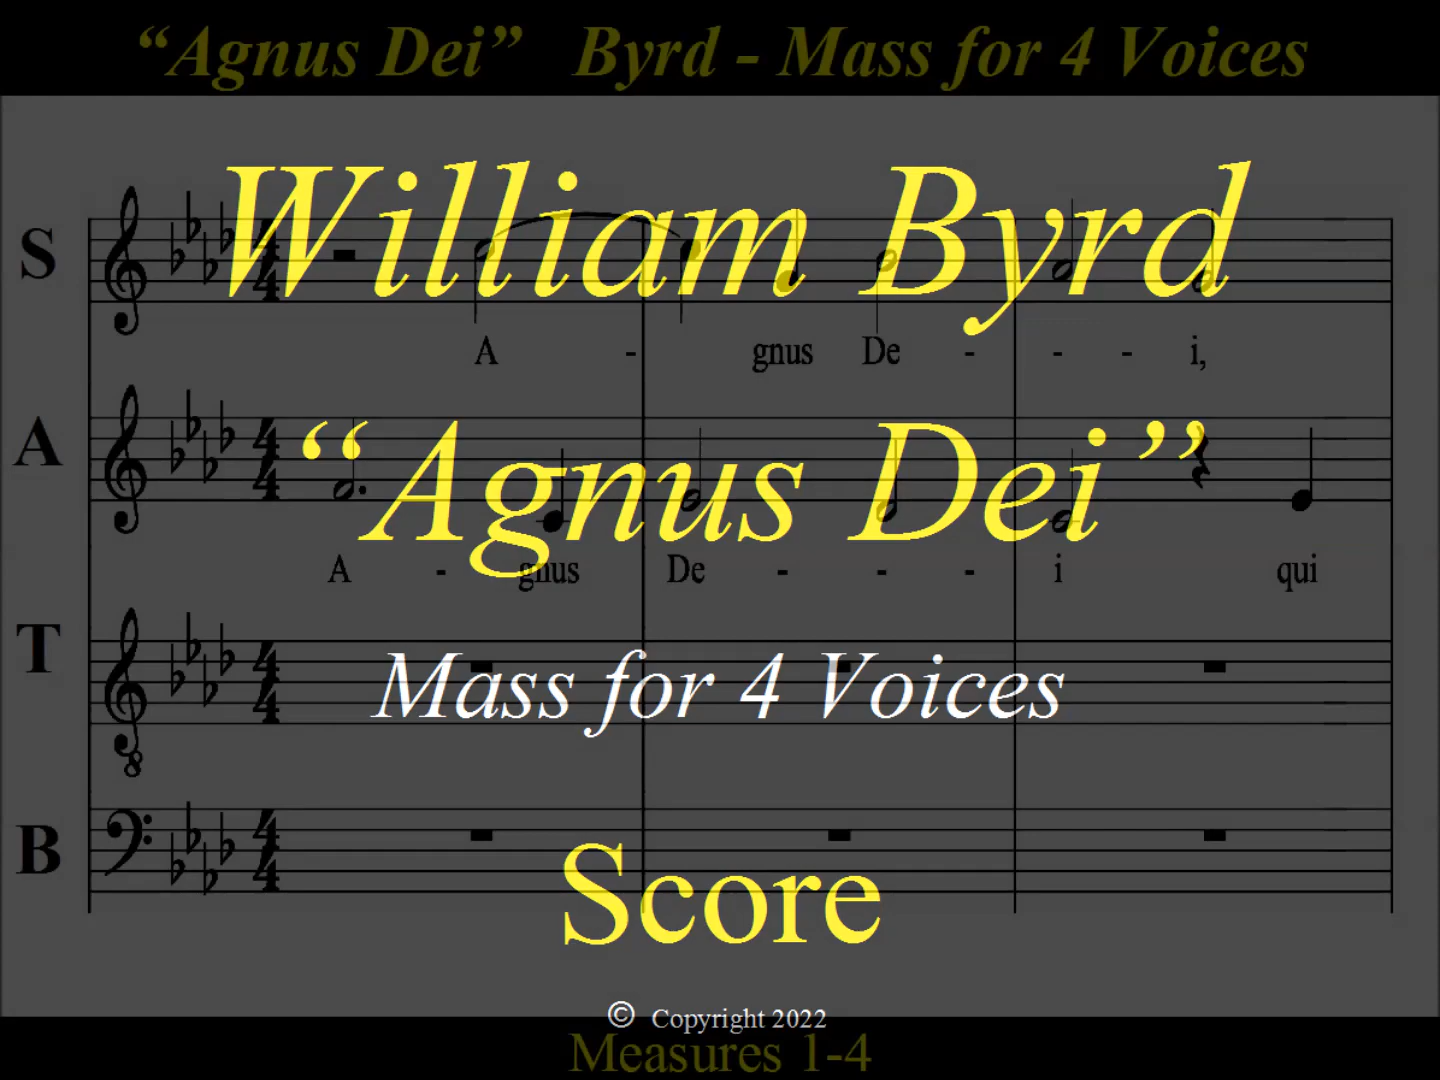 “Agnus Dei” Byrd - Mass for 4 Voices
William Byrd
S
A - gnus De - - - i,
“Agnus Dei”
A
A - gnus De - - - i qui
T
Mass for 4 Voices
8
B
Score
© Copyright 2022
Measures 1-4